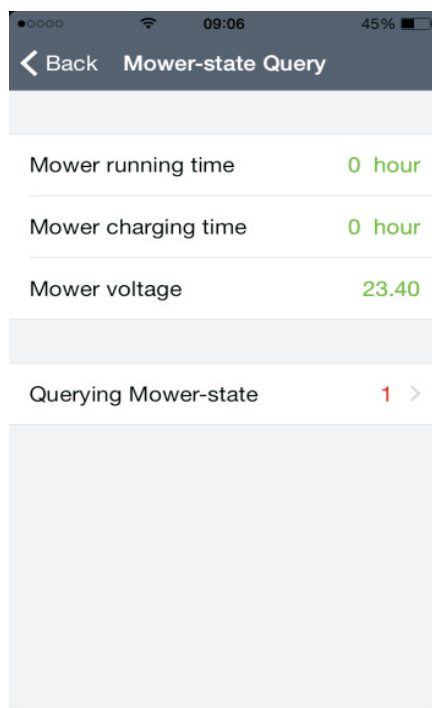 09:06 45%
Back Mower-state Query
Mower running time 0 hour
Mower charging time 0 hour
Mower voltage 23.40
Querying Mower-state 1